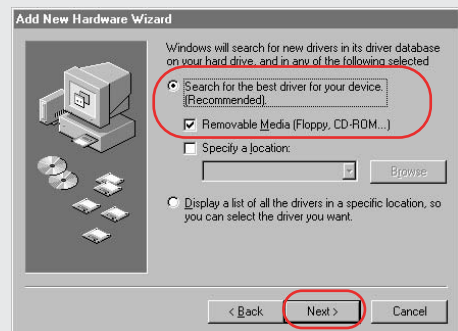 Add New Hardware Wizard
Windows will search for new drivers in its driver database
on your hard drive, and in any of the following selected
Search for the best driver for your device.
(Recommended).
Removable Media (Floppy, CD-ROM...)
Specify a location:
Browse
Display a list of all the drivers in a specific location, so
you can select the driver you want.
< Back
Next >
Cancel